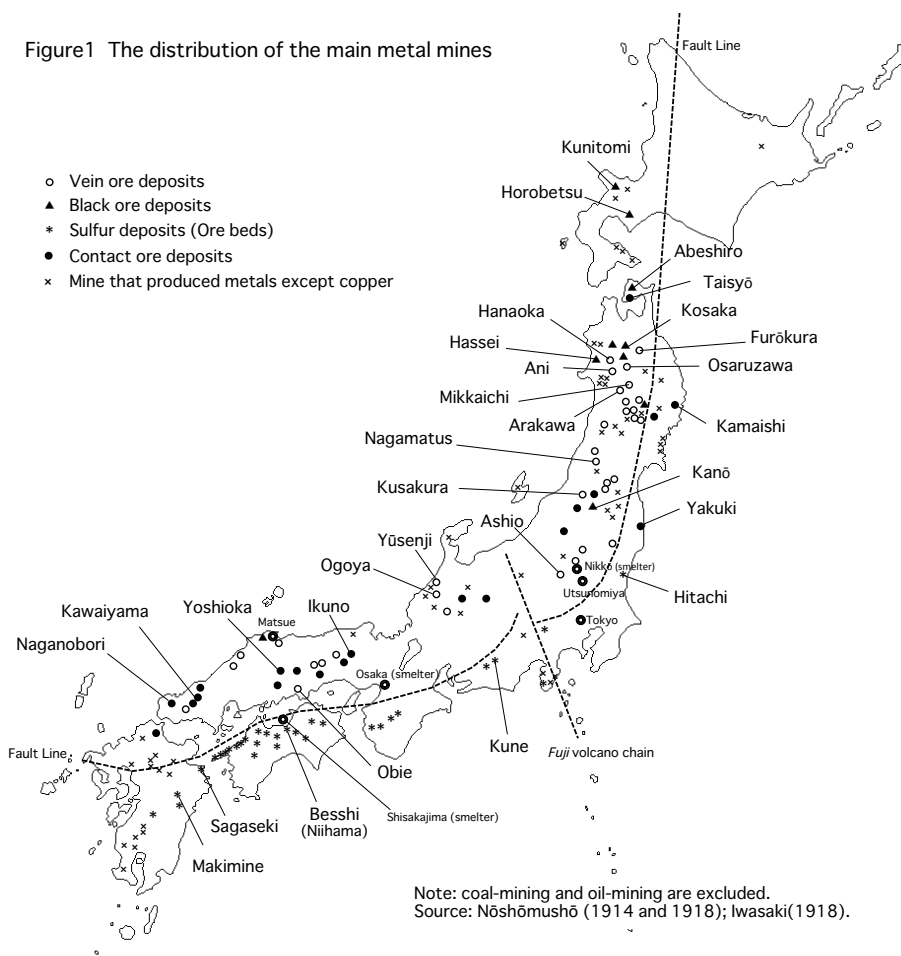 Figure1 The distribution of the main metal mines
Fault Line
Vein ore deposits
Black ore deposits
Sulfur deposits (Ore beds)
Contact ore deposits
Mine that produced metals except copper
Kunitomi
Horobetsu
Abeshiro
Taisyō
Hanaoka
Kosaka
Hassei
Furōkura
Ani
Osaruzawa
Mikkaichi
Arakawa
Kamaishi
Nagamatus
Kanō
Kusakura
Yakuki
Ashio
Yūsenji
Nikkō (smelter)
Ogoya
Utsunomiya
Hitachi
Kawaiyama
Yoshioka
Ikuno
Matsue
Tokyo
Naganobori
Osaka (smelter)
Kune
Fault Line
Fuji volcano chain
Obie
Besshi
(Niihama)
Shisakajima (smelter)
Sagaseki
Makimine
Note: coal-mining and oil-mining are excluded.
Source: Nōshōmushō (1914 and 1918); Iwasaki(1918).